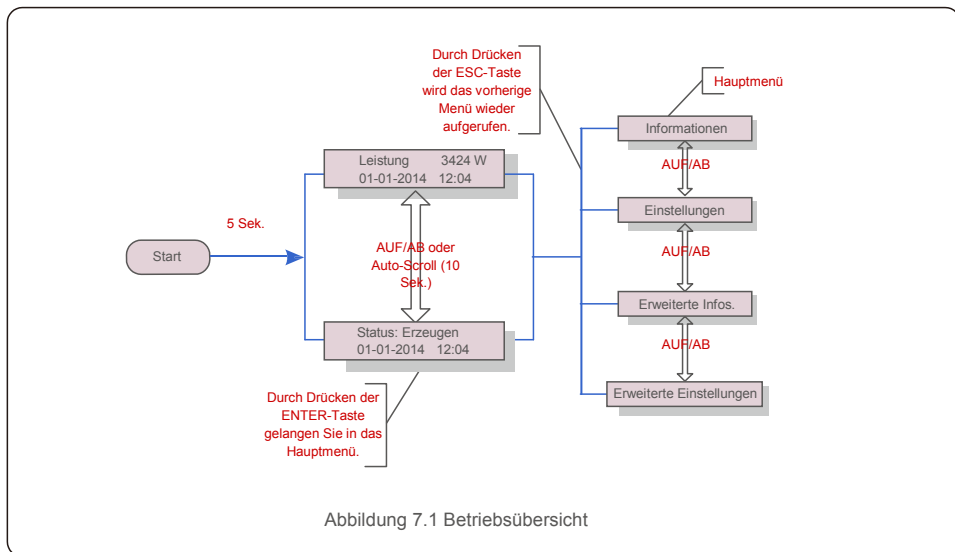 Durch Drücken
der ESC-Taste
wird das vorherige
Menü wieder
aufgerufen.
Hauptmenü
Informationen
AUF/AB
Einstellungen
AUF/AB
Erweiterte Infos.
AUF/AB
Erweiterte Einstellungen
Leistung 3424 W
01-01-2014 12:04
5 Sek.
Start
AUF/AB oder
Auto-Scroll (10
Sek.)
Status: Erzeugen
01-01-2014 12:04
Durch Drücken der
ENTER-Taste
gelangen Sie in das
Hauptmenü.
Abbildung 7.1 Betriebsübersicht